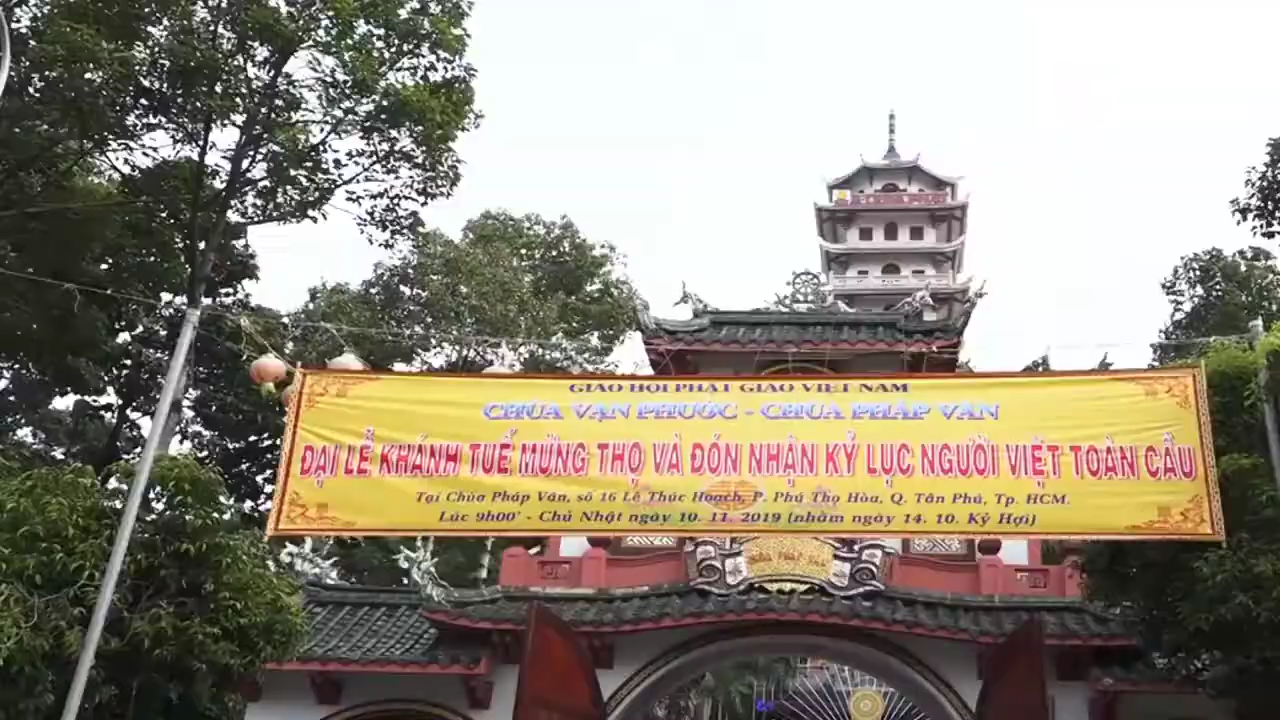 GIÁO HỘI PHẬT GIÁO VIỆT NAM
CHÙA VẠN PHƯỚC - CHÙA PHÁP VÂN
ĐẠI LỄ KHÁNH TUẾ MỪNG THỌ VÀ ĐÓN NHẬN KỶ LỤC NGƯỜI VIỆT TOÀN CẦU
Tại Chùa Pháp Vân, số 16 Lê Thúc Hoạch, P. Phú Thọ Hòa, Q. Tân Phú, Tp. HCM.
Lúc 9h00' - Chủ Nhật ngày 10. 11. 2019 (nhằm ngày 14. 10. Kỷ Hợi)